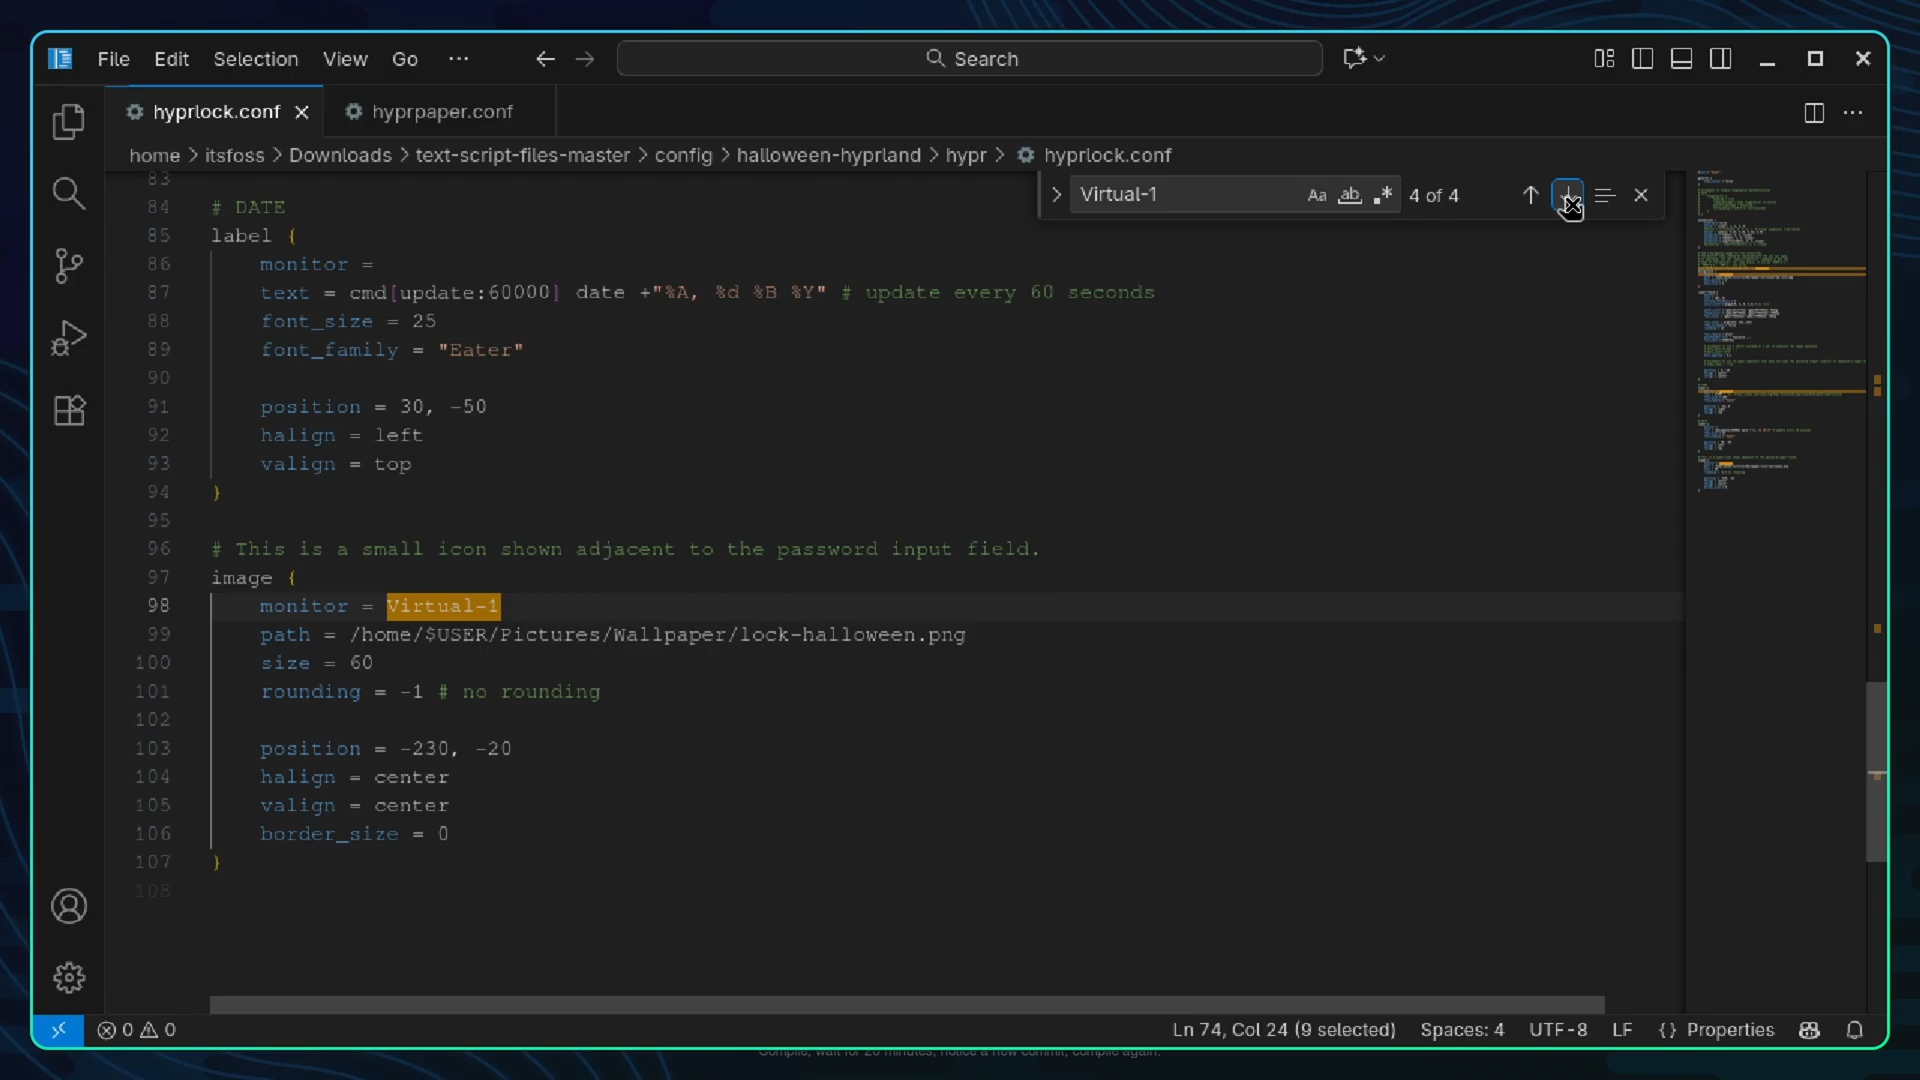 File Edit Selection View Go ··· Search
hyprlock.conf hyprpaper.conf
home > itsfoss > Downloads > text-script-files-master > config > halloween-hyprland > hypr > hyprlock.conf
Virtual-1 Aa ab .* 4 of 4
83
84 # DATE
85 label {
86 monitor =
87 text = cmd[update:60000] date +"%A, %d %B %Y" # update every 60 seconds
88 font_size = 25
89 font_family = "Eater"
90
91 position = 30, -50
92 halign = left
93 valign = top
94 }
95
96 # This is a small icon shown adjacent to the password input field.
97 image {
98 monitor = Virtual-1
99 path = /home/$USER/Pictures/Wallpaper/lock-halloween.png
100 size = 60
101 rounding = -1 # no rounding
102
103 position = -230, -20
104 halign = center
105 valign = center
106 border_size = 0
107 }
108
0 0 Ln 74, Col 24 (9 selected) Spaces: 4 UTF-8 LF {} Properties
Compile, wait for 20 minutes, notice a new commit, compile again.